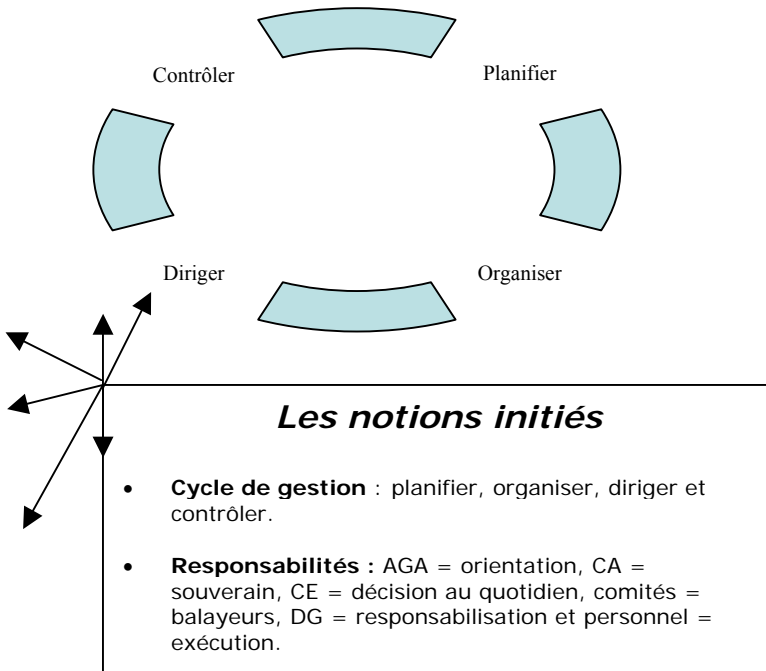 Contrôler
Planifier
Diriger
Organiser
Les notions initiés
• Cycle de gestion : planifier, organiser, diriger et
contrôler.
• Responsabilités : AGA = orientation, CA =
souverain, CE = décision au quotidien, comités =
balayeurs, DG = responsabilisation et personnel =
exécution.